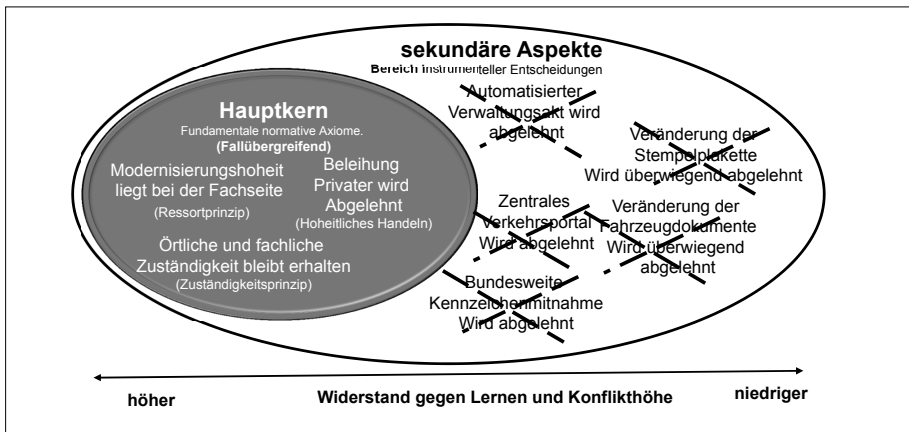 sekundäre Aspekte
Bereich instrumenteller Entscheidungen
Hauptkern
Fundamentale normative Axiome.
(Fallübergreifend)
Modernisierungshoheit
liegt bei der Fachseite
(Ressortprinzip)
Beleihung
Privater wird
Abgelehnt
(Hoheitliches Handeln)
Örtliche und fachliche
Zuständigkeit bleibt erhalten
(Zuständigkeitsprinzip)
Automatisierter
Verwaltungsakt wird
abgelehnt
Veränderung der
Stempelplakette
Wird überwiegend abgelehnt
Zentrales
Verkehrsportal
Wird abgelehnt
Veränderung der
Fahrzeugdokumente
Wird überwiegend
abgelehnt
Bundesweite
Kennzeichenmitnahme
Wird abgelehnt
höher
Widerstand gegen Lernen und Konflikthöhe
niedriger